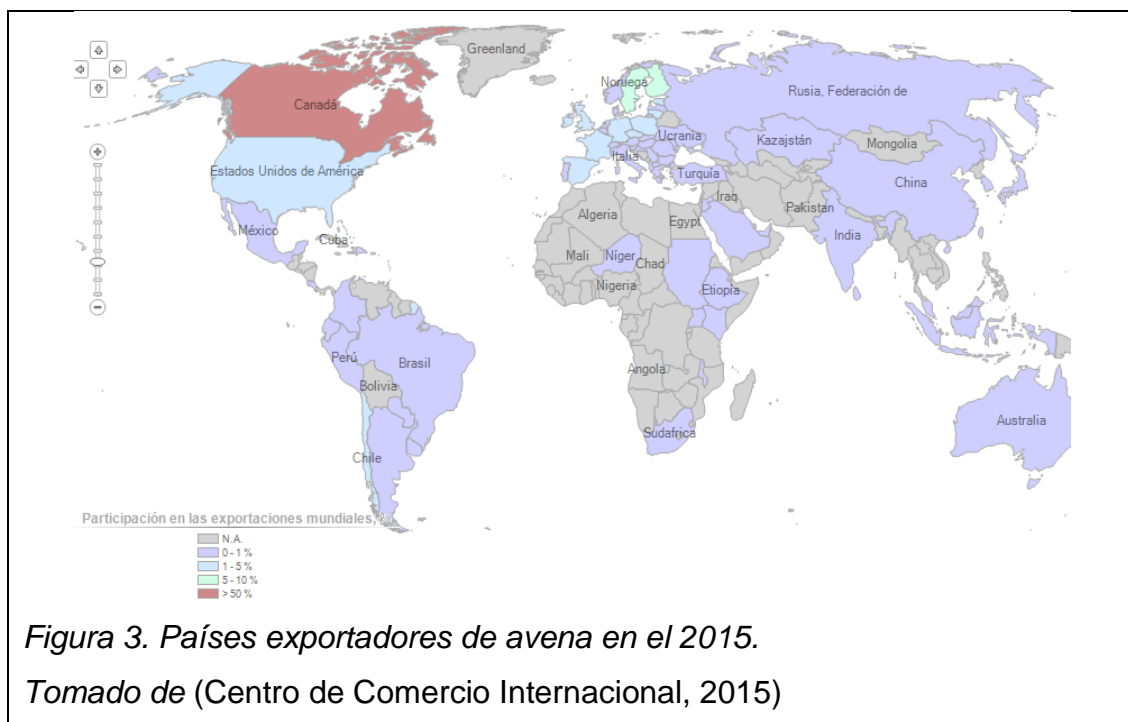 Greenland
Noruega
Canadá
Rusia, Federación de
Ucrania
Kazajstán
Mongolia
Italia
Turquía
Estados Unidos de América
China
Iraq
Pakistán
Algeria
Egypt
México
Cuba
India
Mali
Níger
Chad
Nigeria
Etiopia
Perú
Brasil
Angola
Bolivia
Australia
Sudafrica
Chile
Participación en las exportaciones mundiales,
N.A.
0 - 1 %
1 - 5 %
5 - 10 %
> 50 %
Figura 3. Países exportadores de avena en el 2015.
Tomado de (Centro de Comercio Internacional, 2015)